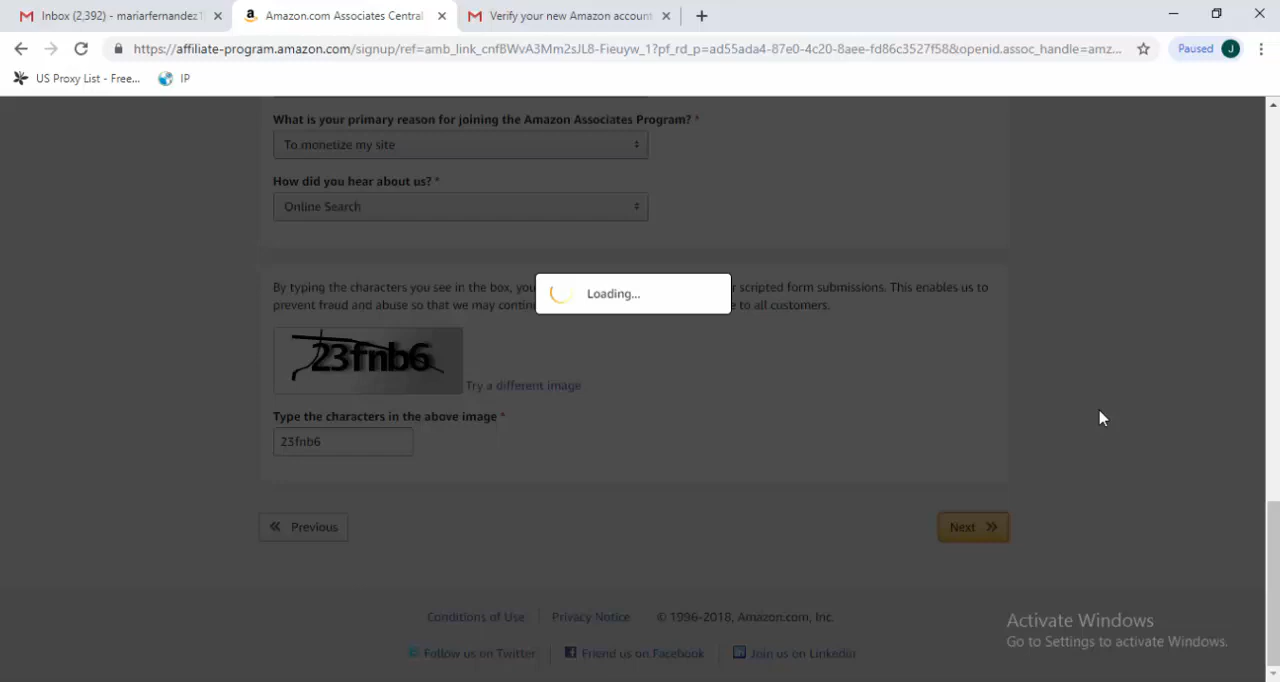 Inbox (2,392) - mariarfernandez1
Amazon.com Associates Central
Verify your new Amazon account
https://affiliate-program.amazon.com/signup/ref=amb_link_cnf8WvA3Mm2sJL8-Fieuyw_1?pf_rd_p=ad55ada4-87e0-4c20-8aee-fd86c3527f58&openid.assoc_handle=amz...
Paused
J
US Proxy List - Free...
IP
What is your primary reason for joining the Amazon Associates Program? *
To monetize my site
How did you hear about us? *
Online Search
By typing the characters you see in the box, you
r scripted form submissions. This enables us to
Loading...
prevent fraud and abuse so that we may contin
e to all customers.
23fnb6
Try a different image
Type the characters in the above image *
23fnb6
Previous
Next
Conditions of Use
Privacy Notice
© 1996-2018, Amazon.com, Inc.
Follow us on Twitter
Friend us on Facebook
Join us on LinkedIn
Activate Windows
Go to Settings to activate Windows.